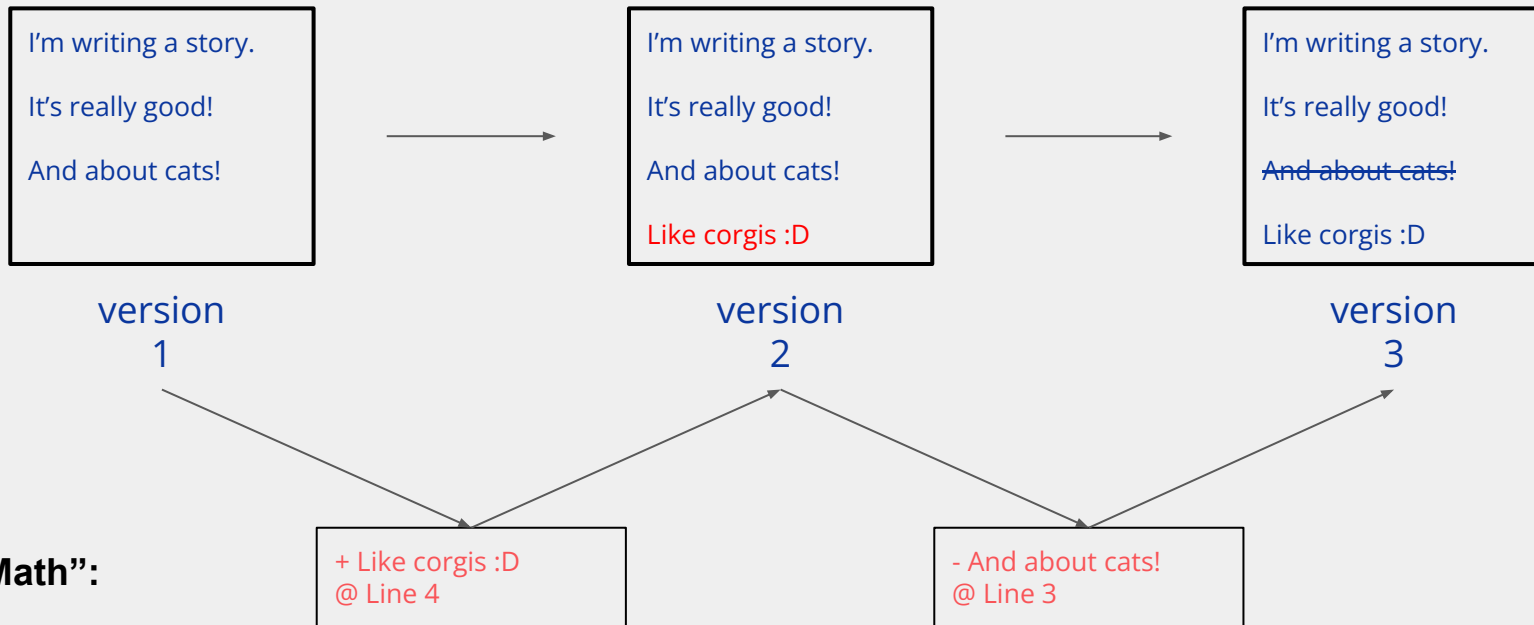 I’m writing a story.
It’s really good!
And about cats!
I’m writing a story.
It’s really good!
And about cats!
Like corgis :D
I’m writing a story.
It’s really good!
And about cats!
Like corgis :D
version
1
version
2
version
3
Math”:
+ Like corgis :D
@ Line 4
- And about cats!
@ Line 3